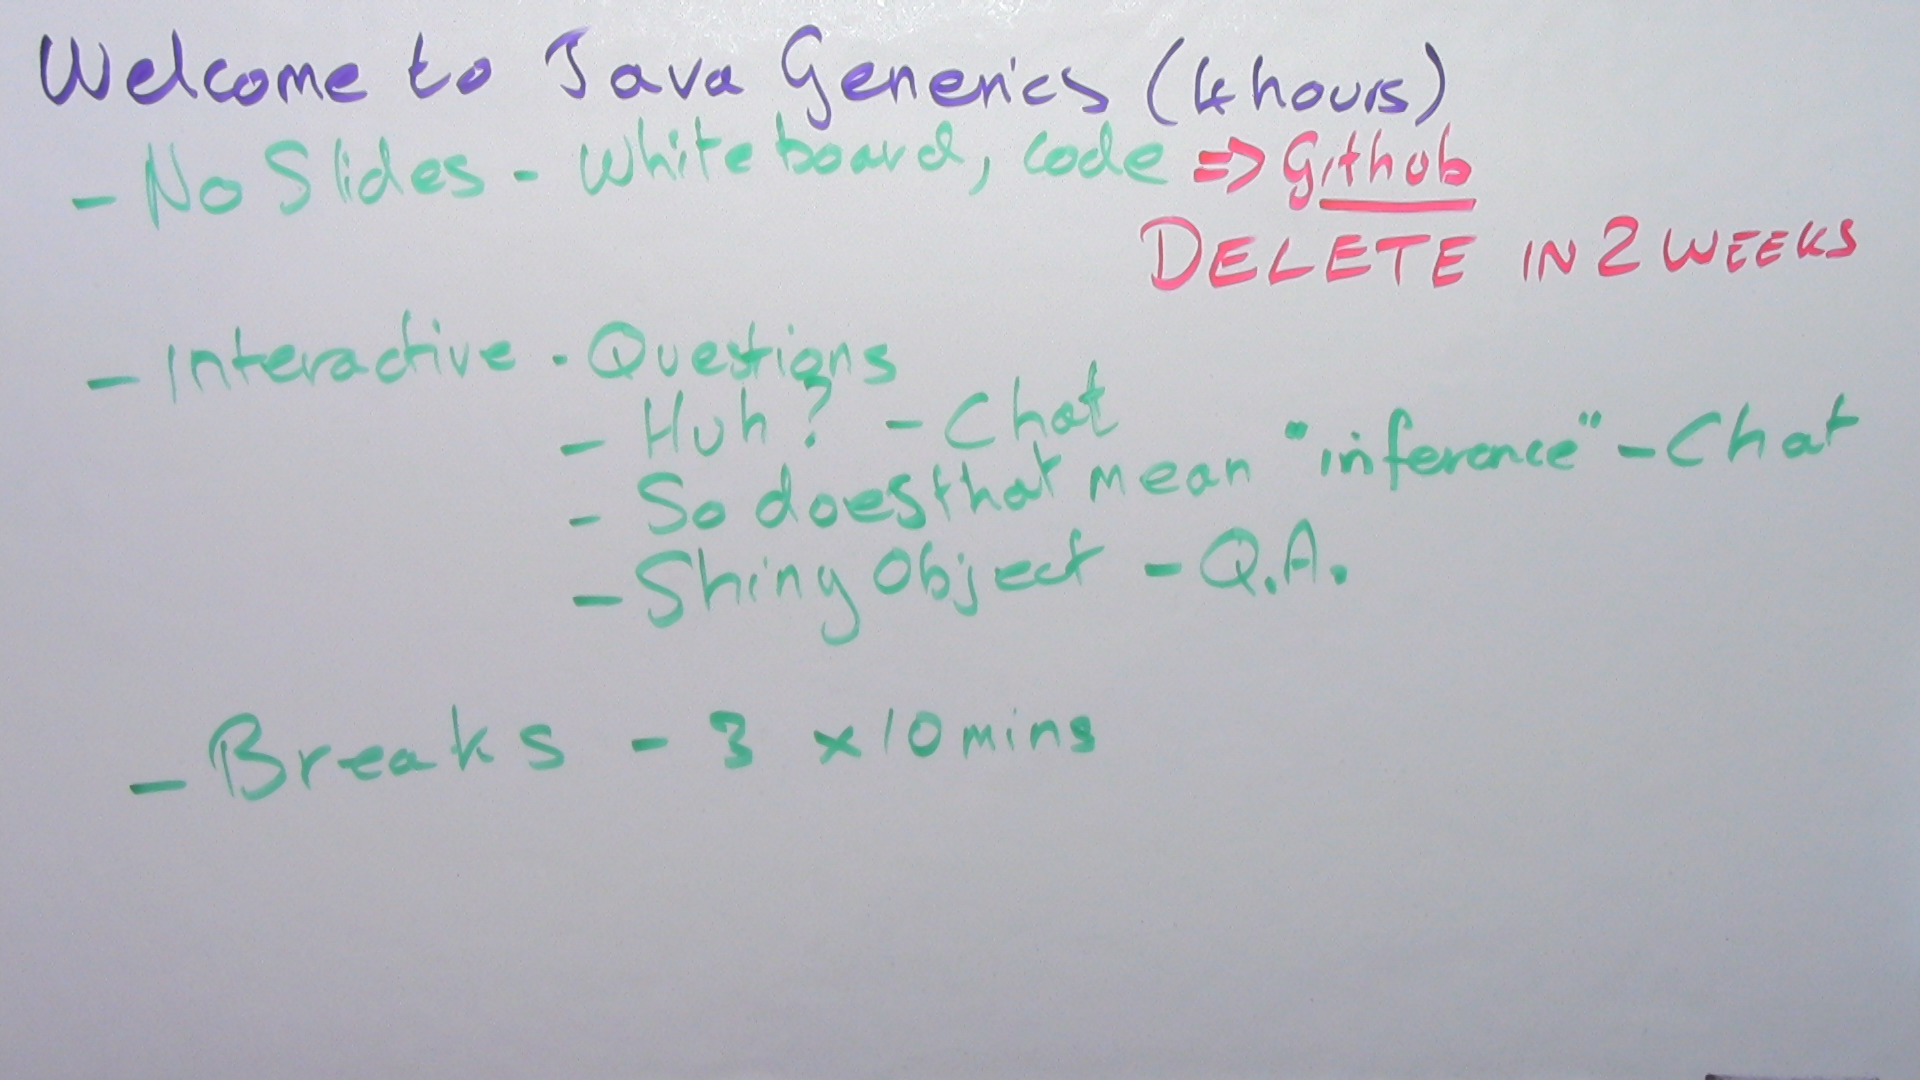 Welcome to Java Generics (4 hours)
- No Slides - Whiteboard, code => Github
DELETE IN 2 WEEKS
- Interactive - Questions
- Huh? - Chat
- So does that mean "inference" - Chat
- Shiny Object - Q.A.
- Breaks - 3 x 10 mins